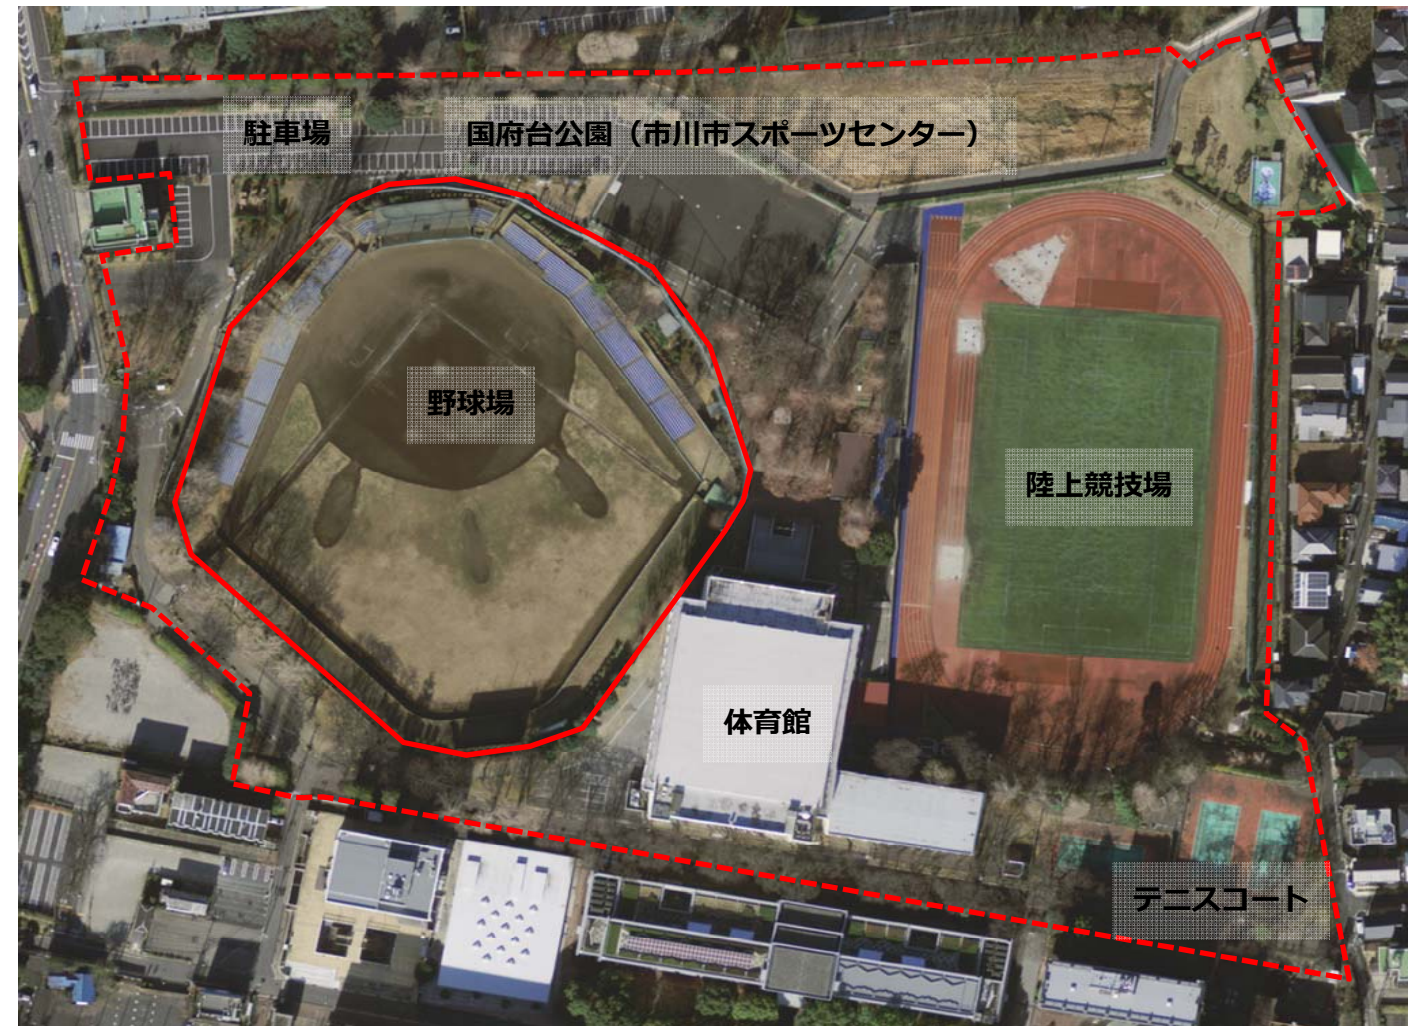 駐車場
国府台公園（市川市スポーツセンター）
野球場
陸上競技場
体育館
テニスコート